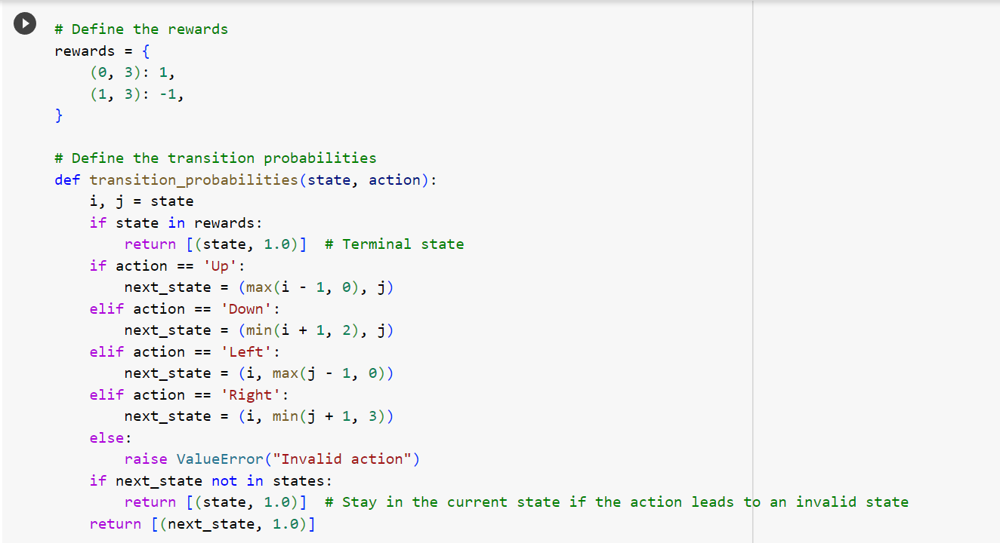 # Define the rewards
rewards = {
    (0, 3): 1,
    (1, 3): -1,
}

# Define the transition probabilities
def transition_probabilities(state, action):
    i, j = state
    if state in rewards:
        return [(state, 1.0)]  # Terminal state
    if action == 'Up':
        next_state = (max(i - 1, 0), j)
    elif action == 'Down':
        next_state = (min(i + 1, 2), j)
    elif action == 'Left':
        next_state = (i, max(j - 1, 0))
    elif action == 'Right':
        next_state = (i, min(j + 1, 3))
    else:
        raise ValueError("Invalid action")
    if next_state not in states:
        return [(state, 1.0)]  # Stay in the current state if the action leads to an invalid state
    return [(next_state, 1.0)]